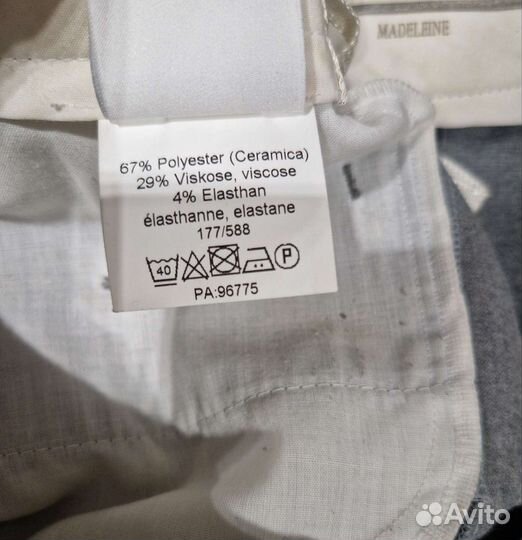 MADELEINE
67% Polyester (Ceramica)
29% Viskose, viscose
4% Elasthan
élasthanne, elastane
177/588
40 P
PA:96775
Avito